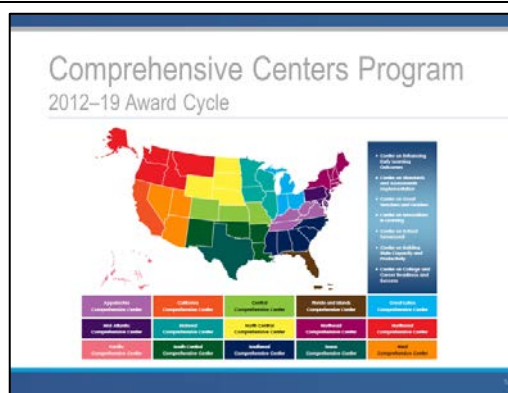 Comprehensive Centers Program
2012–19 Award Cycle
• Center on Enhancing
Early Learning
Outcomes
• Center on Standards
and Assessments
Implementation
• Center on Great
Teachers and Leaders
• Center on Innovations
in Learning
• Center on School
Turnaround
• Center on Building
State Capacity and
Productivity
• Center on College and
Career Readiness and
Success
Appalachia
Comprehensive Center
California
Comprehensive Center
Central
Comprehensive Center
Florida and Islands
Comprehensive Center
Great Lakes
Comprehensive Center
Mid-Atlantic
Comprehensive Center
Midwest
Comprehensive Center
North Central
Comprehensive Center
Northeast
Comprehensive Center
Northwest
Comprehensive Center
Pacific
Comprehensive Center
South Central
Comprehensive Center
Southeast
Comprehensive Center
Texas
Comprehensive Center
West
Comprehensive Center